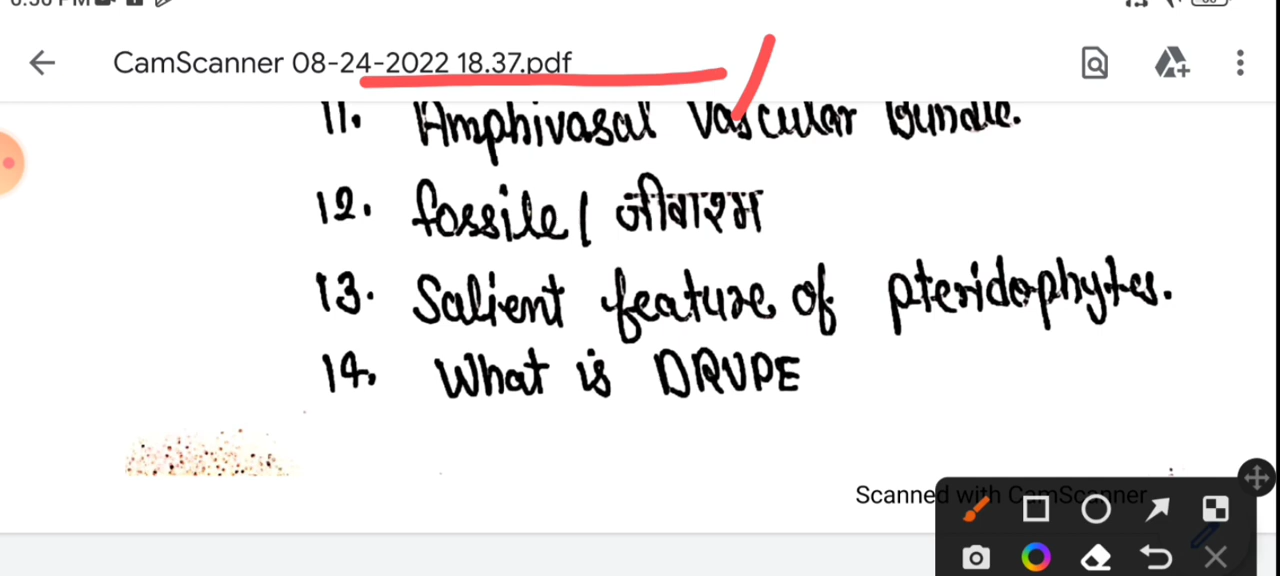 CamScanner 08-24-2022 18.37.pdf
11. Amphivasal Vascular Bundle.
12. fossile / जीवाश्म
13. Salient feature of pteridophytes.
14. What is DRUPE
Scanned with CamScanner